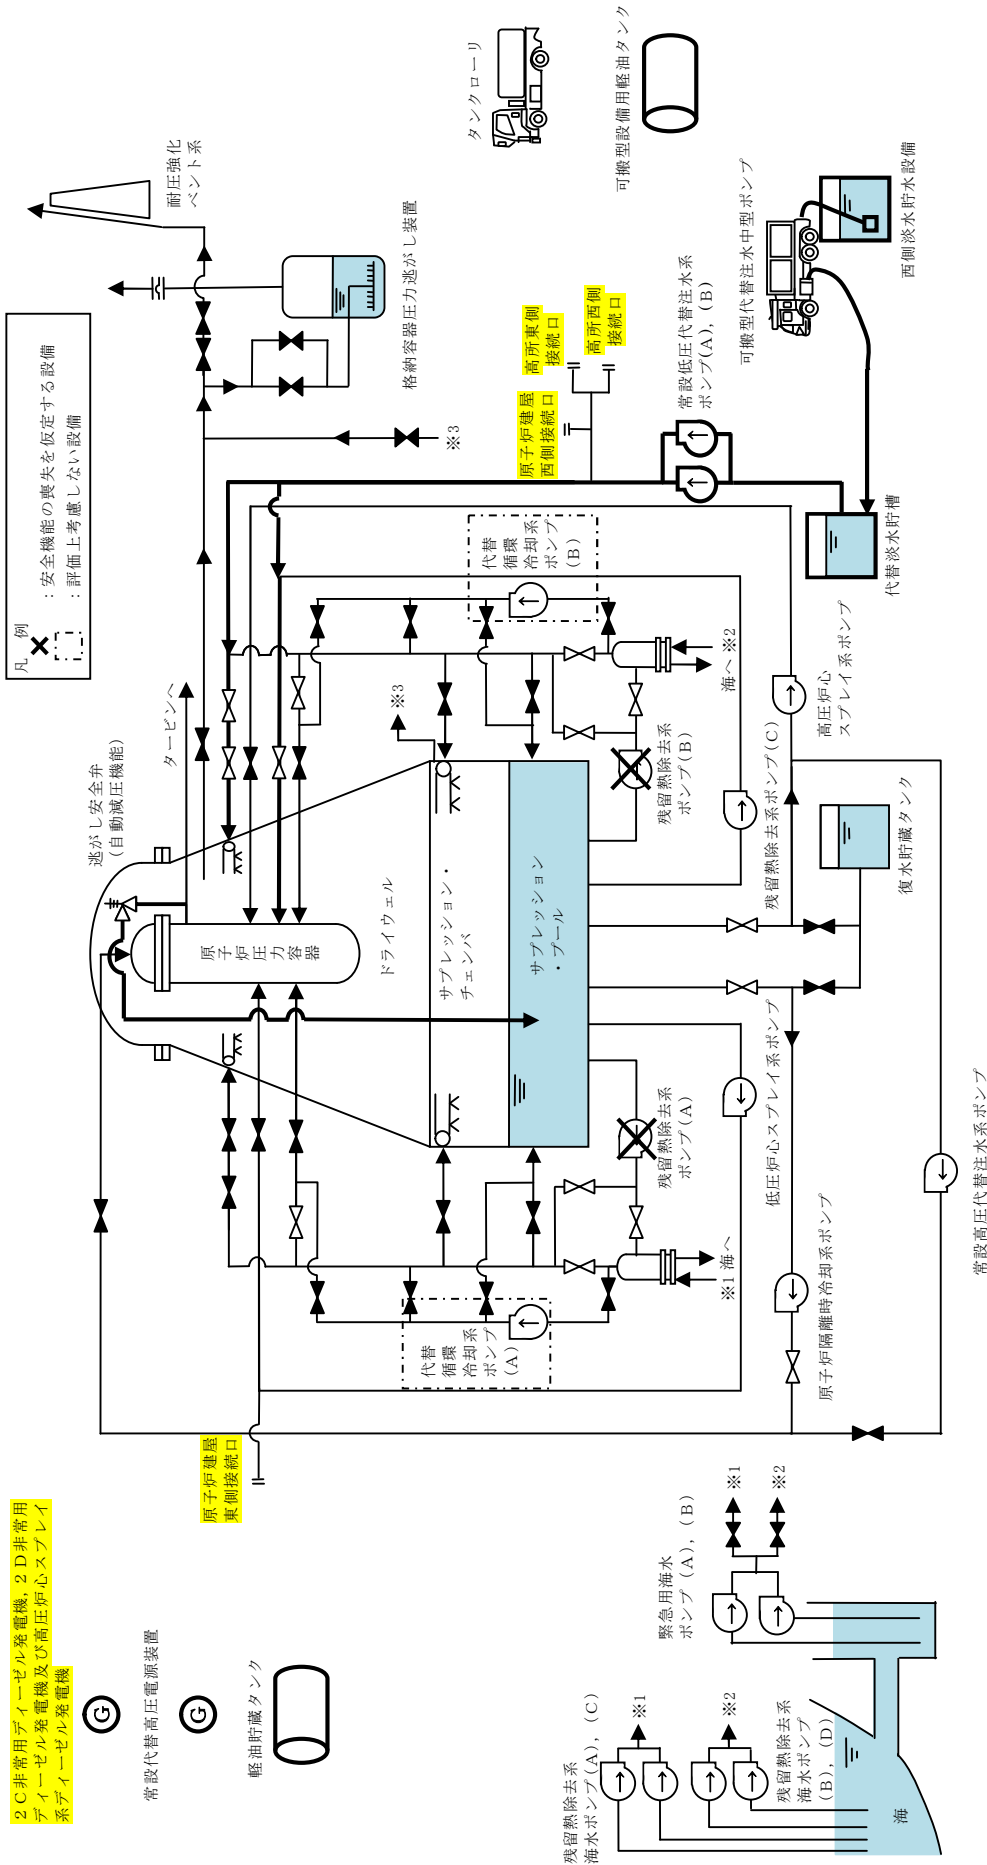 凡 例
：安全機能の喪失を仮定する設備
：評価上考慮しない設備
2C非常用ディーゼル発電機，2D非常用
ディーゼル発電機及び高圧炉心スプレイ
系ディーゼル発電機
G
常設代替高圧電源装置
G
軽油貯蔵タンク
原子炉建屋
東側接続口
逃がし安全弁
（自動減圧機能）
タービンへ
耐圧強化
ベント系
格納容器圧力逃がし装置
※3
※3
タンクローリ
可搬型設備用軽油タンク
原子炉建屋
西側接続口
高所東側
接続口
高所西側
接続口
常設低圧代替注水系
ポンプ(A)，(B)
可搬型代替注水中型ポンプ
西側淡水貯水設備
代替淡水貯槽
原子炉圧力容器
ドライウェル
サプレッション・
チェンバ
サプレッション
・プール
代替
循環
冷却系
ポンプ
(B)
代替
循環
冷却系
ポンプ
(A)
海へ ※2
※1 海へ
残留熱除去系
ポンプ(B)
残留熱除去系
ポンプ(A)
残留熱除去系ポンプ(C)
高圧炉心
スプレイ系ポンプ
復水貯蔵タンク
低圧炉心スプレイ系ポンプ
原子炉隔離時冷却系ポンプ
常設高圧代替注水系ポンプ
緊急用海水
ポンプ(A)，(B)
※1
※2
残留熱除去系
海水ポンプ(A)，(C)
※1
※2
残留熱除去系
海水ポンプ
(B)，(D)
海